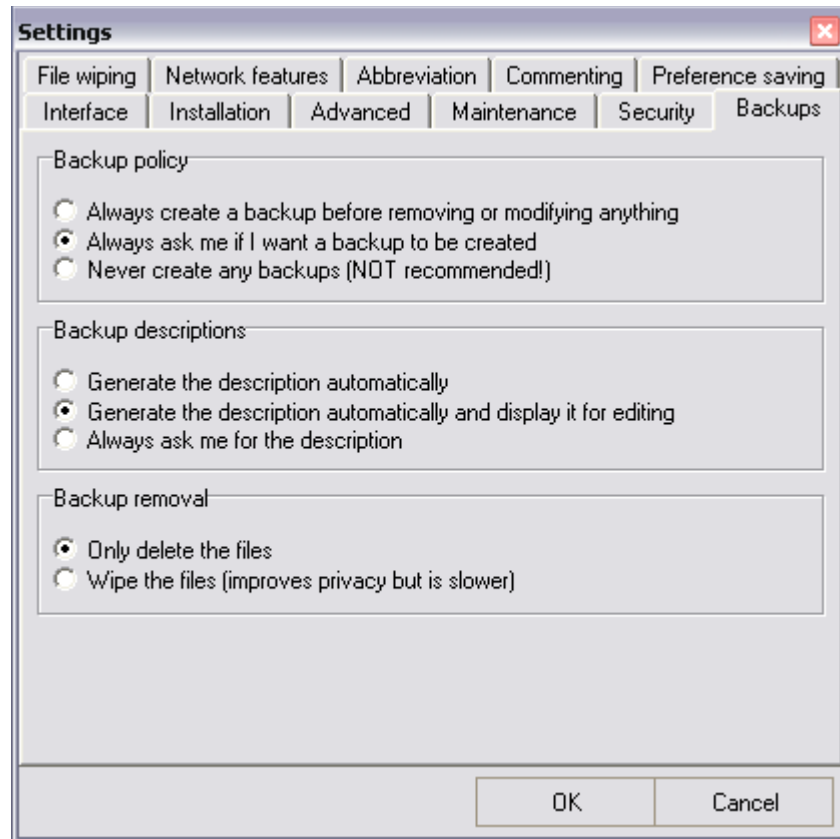 Settings
File wiping
Network features
Abbreviation
Commenting
Preference saving
Interface
Installation
Advanced
Maintenance
Security
Backups
Backup policy
Always create a backup before removing or modifying anything
Always ask me if I want a backup to be created
Never create any backups (NOT recommended!)
Backup descriptions
Generate the description automatically
Generate the description automatically and display it for editing
Always ask me for the description
Backup removal
Only delete the files
Wipe the files (improves privacy but is slower)
OK
Cancel